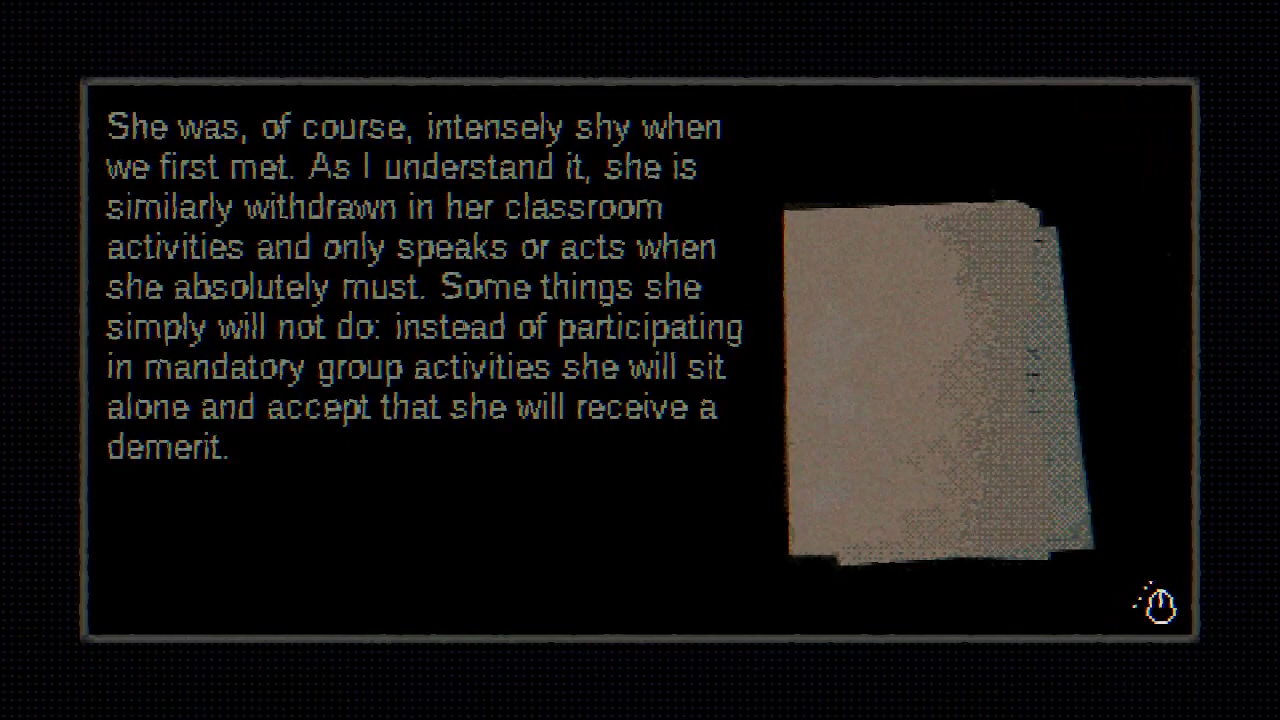 She was, of course, intensely shy when
we first met. As I understand it, she is
similarly withdrawn in her classroom
activities and only speaks or acts when
she absolutely must. Some things she
simply will not do: instead of participating
in mandatory group activities she will sit
alone and accept that she will receive a
demerit.